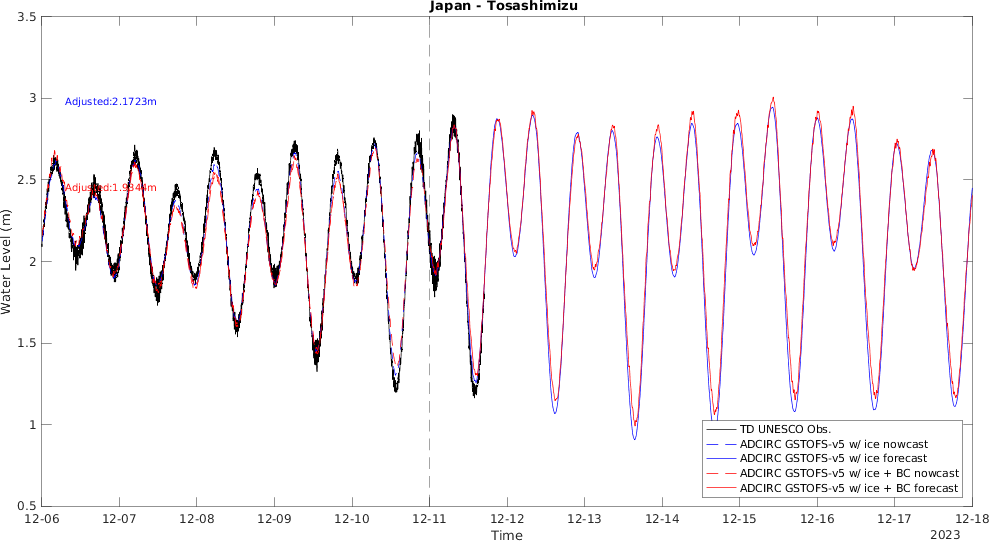 Japan - Tosashimizu
3.5
3
2.5
2
1.5
1
0.5
Water Level (m)
Adjusted:2.1723m
Adjusted:1.9344m
TD UNESCO Obs.
ADCIRC GSTOFS-v5 w/ ice nowcast
ADCIRC GSTOFS-v5 w/ ice forecast
ADCIRC GSTOFS-v5 w/ ice + BC nowcast
ADCIRC GSTOFS-v5 w/ ice + BC forecast
12-06 12-07 12-08 12-09 12-10 12-11 12-12 12-13 12-14 12-15 12-16 12-17 12-18
Time
2023